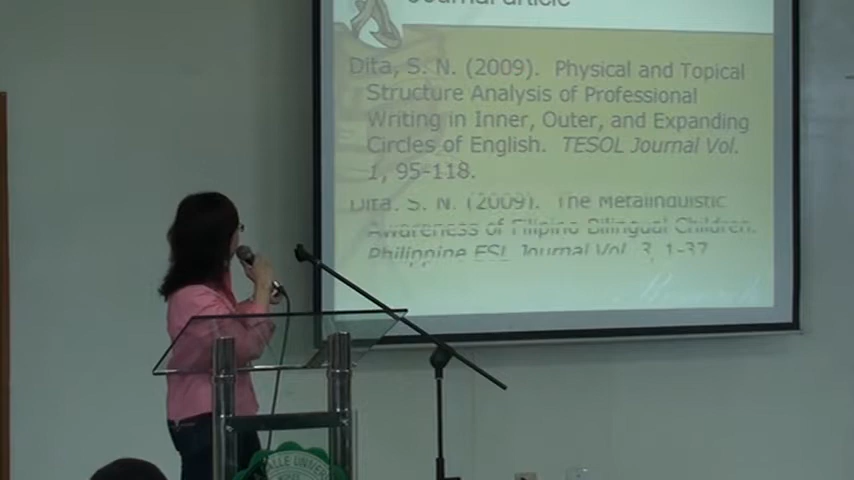 Journal article
Dita, S. N. (2009). Physical and Topical
Structure Analysis of Professional
Writing in Inner, Outer, and Expanding
Circles of English. TESOL Journal Vol.
1, 95-118.
Dita, S. N. (2009). The Metalinguistic
Awareness of Filipino Bilingual Children.
Philippine ESL Journal Vol. 3, 1-37